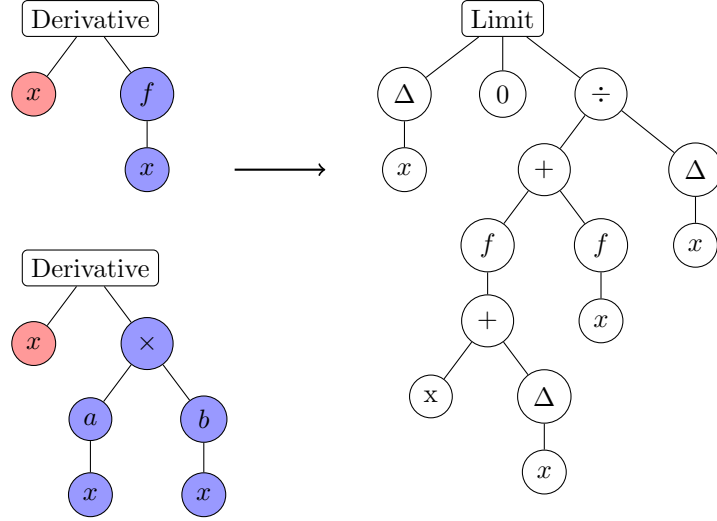 Derivative
x
f
x
Derivative
x
×
a
b
x
x
Limit
Δ
0
÷
x
+
Δ
f
f
x
+
x
x
Δ
x